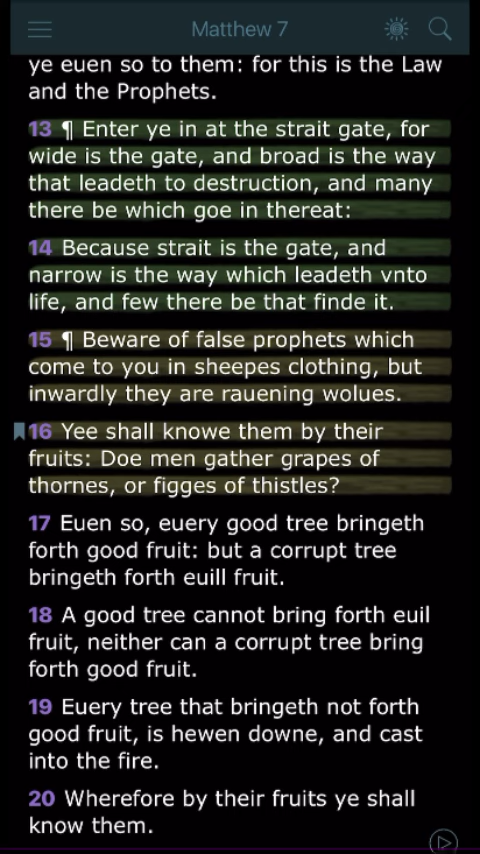 Matthew 7
ye euen so to them: for this is the Law
and the Prophets.
13 ¶ Enter ye in at the strait gate, for
wide is the gate, and broad is the way
that leadeth to destruction, and many
there be which goe in thereat:
14 Because strait is the gate, and
narrow is the way which leadeth vnto
life, and few there be that finde it.
15 ¶ Beware of false prophets which
come to you in sheepes clothing, but
inwardly they are rauening wolues.
16 Yee shall knowe them by their
fruits: Doe men gather grapes of
thornes, or figges of thistles?
17 Euen so, euery good tree bringeth
forth good fruit: but a corrupt tree
bringeth forth euill fruit.
18 A good tree cannot bring forth euil
fruit, neither can a corrupt tree bring
forth good fruit.
19 Euery tree that bringeth not forth
good fruit, is hewen downe, and cast
into the fire.
20 Wherefore by their fruits ye shall
know them.